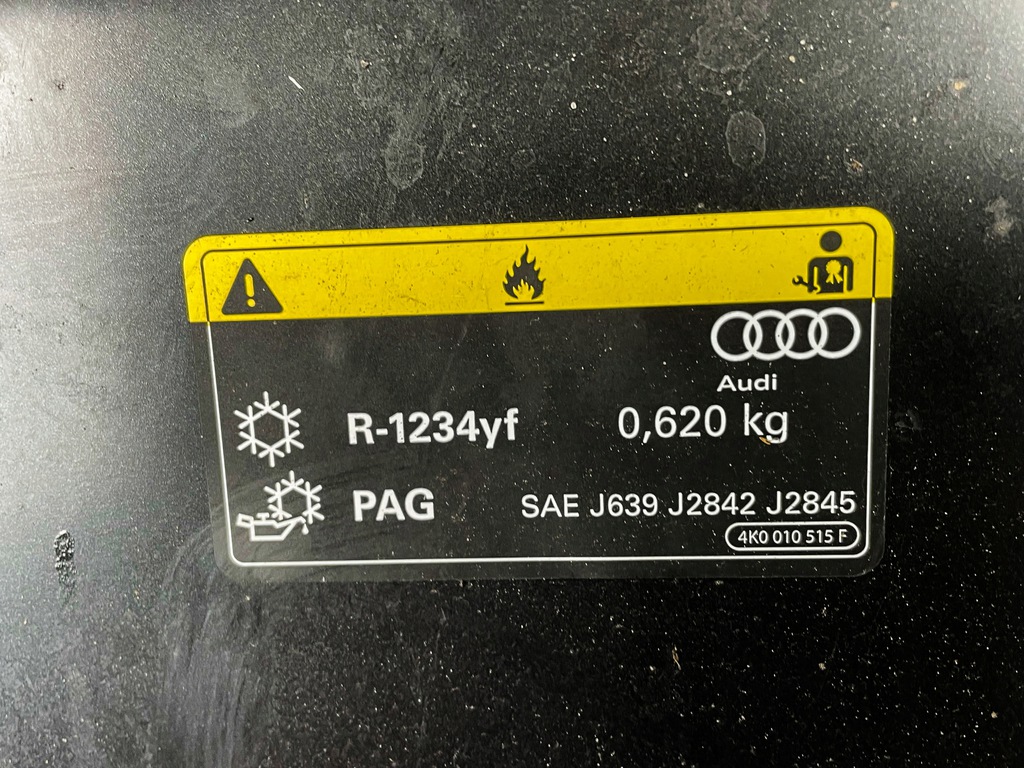 Audi
R-1234yf 0,620 kg
PAG SAE J639 J2842 J2845
4K0 010 515 F